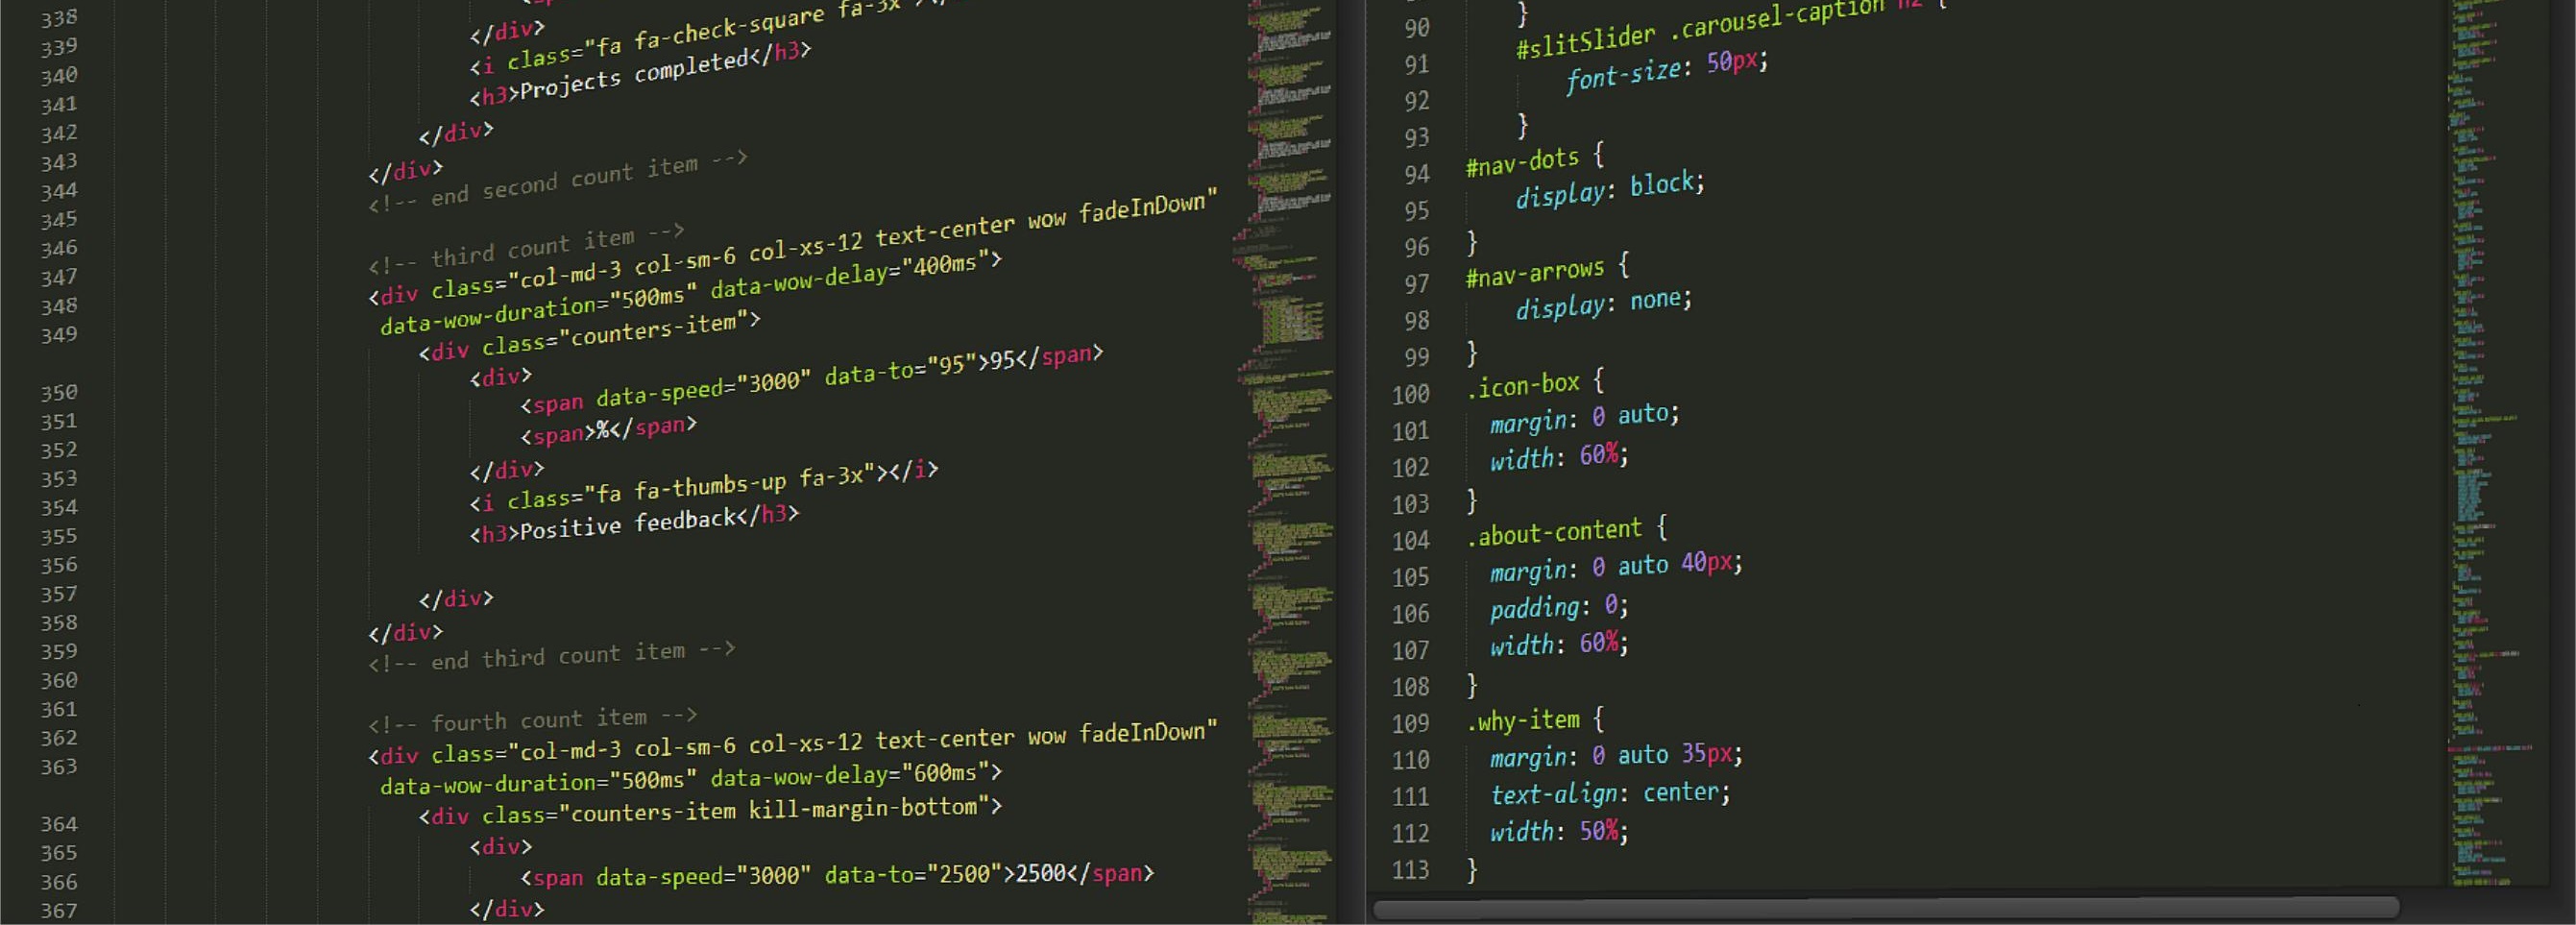 338
339
340
341
342
343
344
345
346
347
348
349
350
351
352
353
354
355
356
357
358
359
360
361
362
363
364
365
366
367
</div>
<i class="fa fa-check-square fa-3x"
<h3>Projects completed</h3>
</div>
</div>
<!-- end second count item -->
<!-- third count item -->
<div class="col-md-3 col-sm-6 col-xs-12 text-center wow fadeInDown"
data-wow-duration="500ms" data-wow-delay="400ms">
<div class="counters-item">
<div>
<span data-speed="3000" data-to="95">95</span>
<span>%</span>
</div>
<i class="fa fa-thumbs-up fa-3x"></i>
<h3>Positive feedback</h3>
</div>
</div>
<!-- end third count item -->
<!-- fourth count item -->
<div class="col-md-3 col-sm-6 col-xs-12 text-center wow fadeInDown"
data-wow-duration="500ms" data-wow-delay="600ms">
<div class="counters-item kill-margin-bottom">
<div>
<span data-speed="3000" data-to="2500">2500</span>
</div>
90
91
92
93
94
95
96
97
98
99
100
101
102
103
104
105
106
107
108
109
110
111
112
113
}
#slitSlider .carousel-caption h2 {
font-size: 50px;
}
#nav-dots {
display: block;
}
#nav-arrows {
display: none;
}
.icon-box {
margin: 0 auto;
width: 60%;
}
.about-content {
margin: 0 auto 40px;
padding: 0;
width: 60%;
}
.why-item {
margin: 0 auto 35px;
text-align: center;
width: 50%;
}